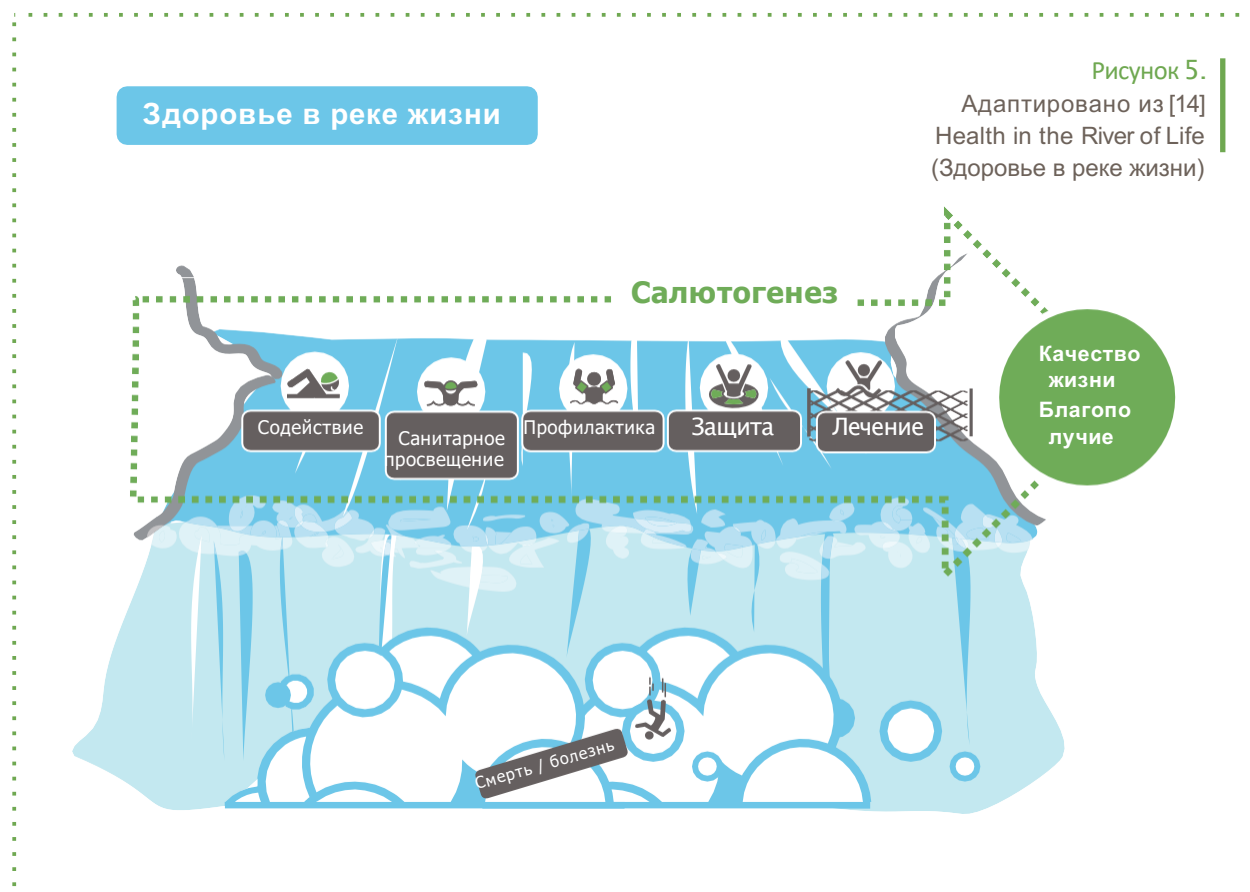 Рисунок 5.
Адаптировано из [14]
Health in the River of Life
(Здоровье в реке жизни)
Здоровье в реке жизни
Салютогенез
Содействие
Санитарное
просвещение
Профилактика
Защита
Лечение
Качество
жизни
Благопо
лучие
Смерть / болезнь